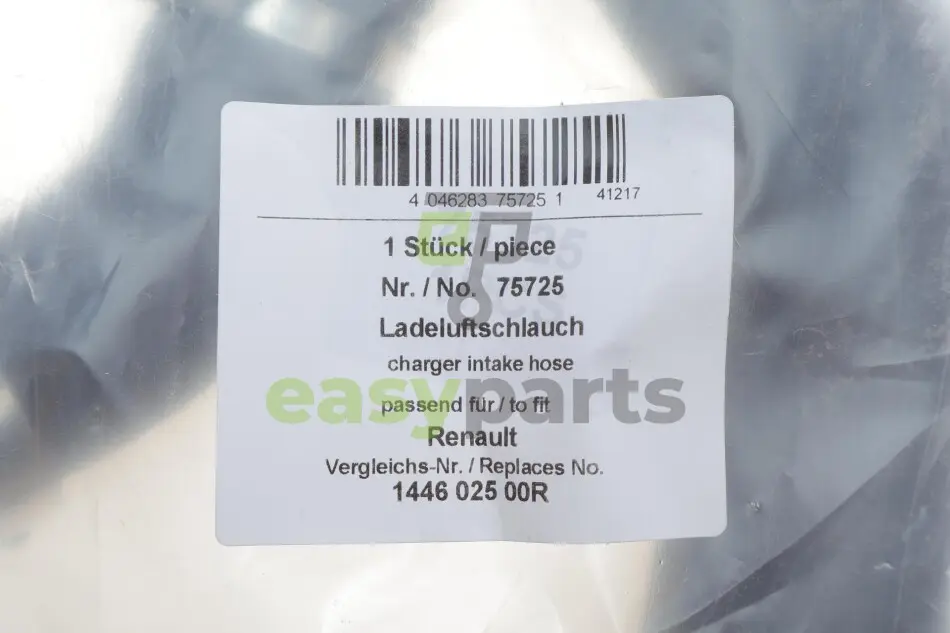 4 046283 75725 1
41217
1 Stück / piece
Nr. / No. 75725
Ladeluftschlauch
charger intake hose
easyparts
passend für / to fit
Renault
Vergleichs-Nr. / Replaces No.
1446 025 00R